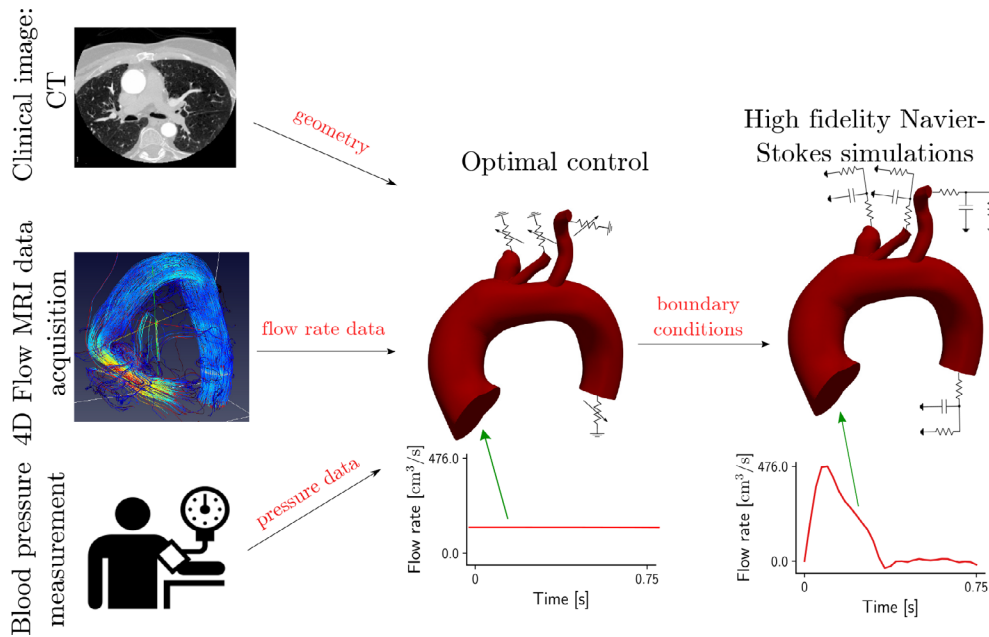 Clinical image:
CT
geometry
4D Flow MRI data
acquisition
flow rate data
Blood pressure
measurement
pressure data
Optimal control
Flow rate [cm³/s]
476.0
0.0
0
0.75
Time [s]
boundary
conditions
High fidelity Navier-
Stokes simulations
Flow rate [cm³/s]
476.0
0.0
0
0.75
Time [s]